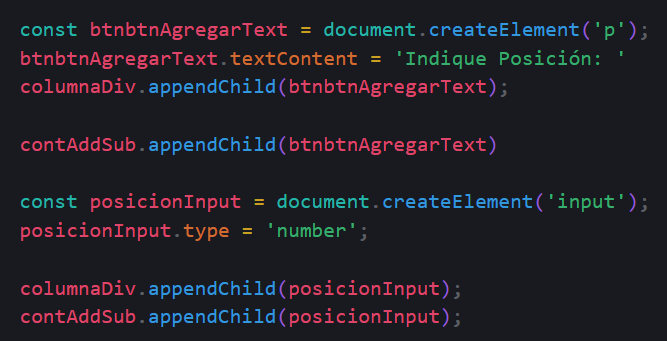 const btnbtnAgregarText = document.createElement('p');
btnbtnAgregarText.textContent = 'Indique Posición: '
columnaDiv.appendChild(btnbtnAgregarText);
contAddSub.appendChild(btnbtnAgregarText)
const posicionInput = document.createElement('input');
posicionInput.type = 'number';
columnaDiv.appendChild(posicionInput);
contAddSub.appendChild(posicionInput);